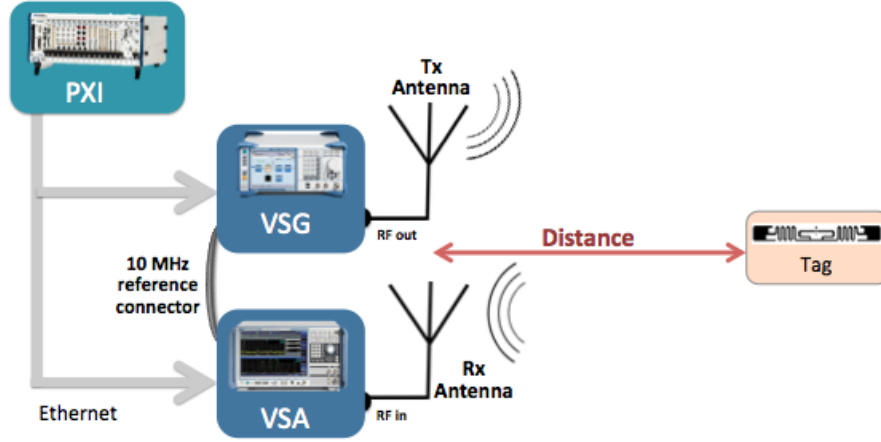 PXI
Tx
Antenna
VSG
RF out
Distance
Tag
10 MHz
reference
connector
Rx
Antenna
VSA
RF in
Ethernet